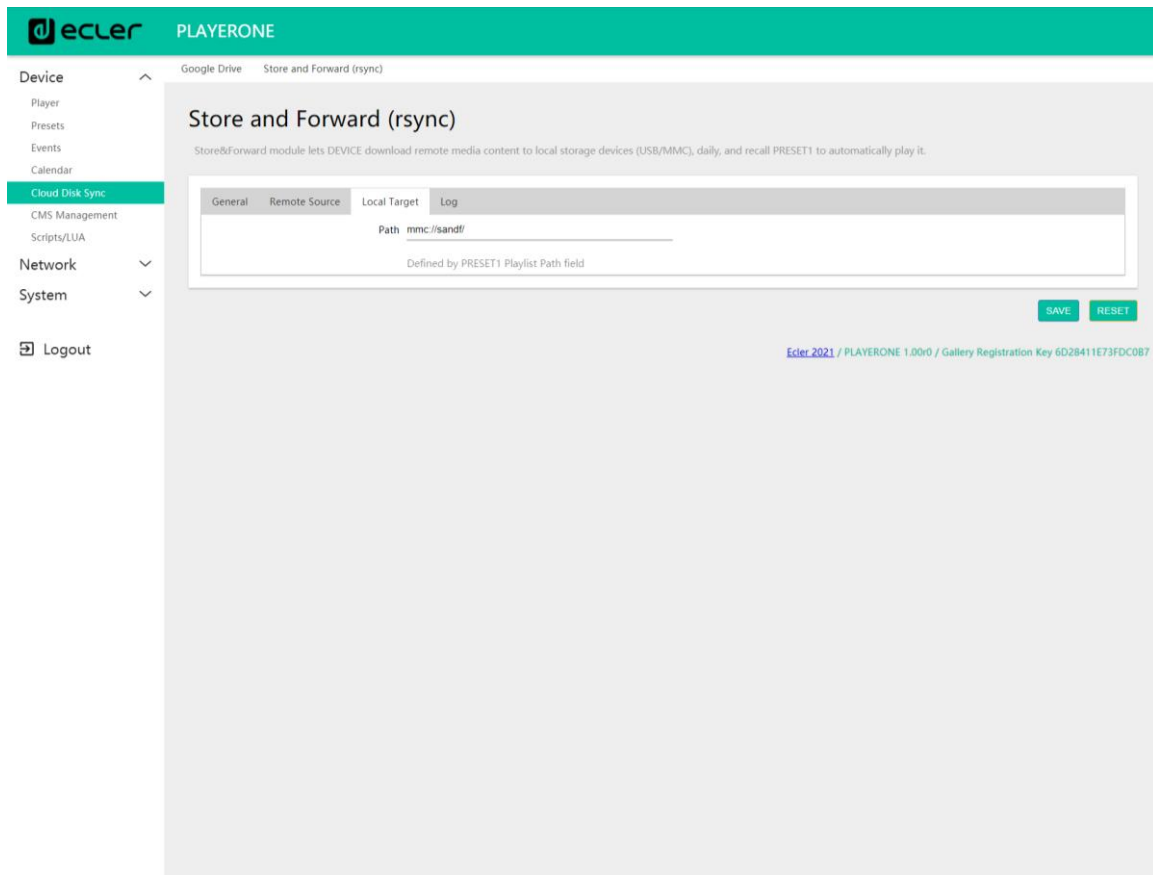 ecler PLAYERONE
Google Drive Store and Forward (rsync)
Device
Player
Presets
Events
Calendar
Cloud Disk Sync
CMS Management
Scripts/LUA
Network
System
Logout
Store and Forward (rsync)
Store&Forward module lets DEVICE download remote media content to local storage devices (USB/MMC), daily, and recall PRESET1 to automatically play it.
General Remote Source Local Target Log
Path mmc://sandf/
Defined by PRESET1 Playlist Path field
SAVE RESET
Ecler 2021 / PLAYERONE 1.00r0 / Gallery Registration Key 6D28411E73FDC0B7